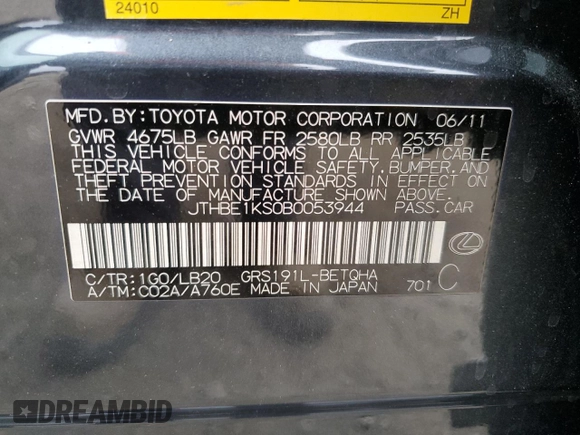 24010 ZH
MFD.BY:TOYOTA MOTOR CORPORATION 06/11
GVWR 4675LB GAWR FR 2580LB RR 2535LB
THIS VEHICLE CONFORMS TO ALL APPLICABLE
FEDERAL MOTOR VEHICLE SAFETY,BUMPER,AND
THEFT PREVENTION STANDARDS IN EFFECT ON
THE DATE OF MANUFACTURE SHOWN ABOVE.
JTHBE1KS0B0053944 PASS.CAR
C/TR:1G0/LB20 GRS191L-BETQHA
A/TM:C02A/A760E MADE IN JAPAN 701 C
DREAMBID